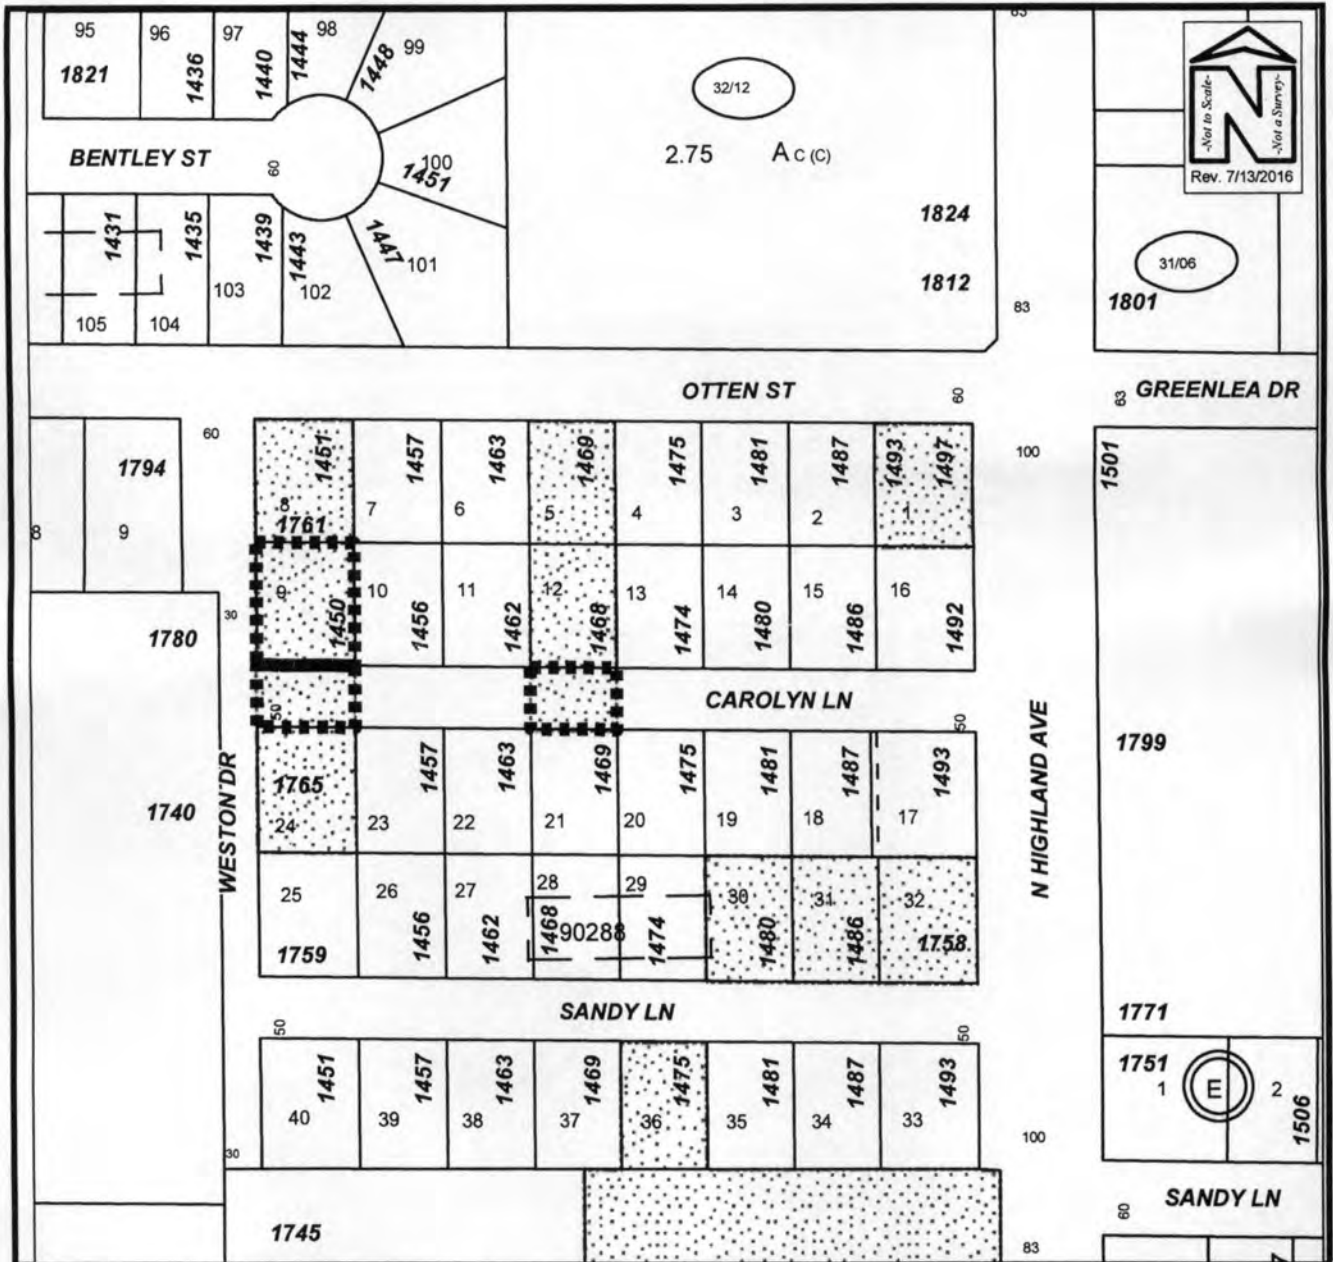 95 96 97 98 99
1821 1436 1440 1444 1448
BENTLEY ST
60
100
1451
1431 1435 1439 1443 1447
101
103 102
105 104
32/12
2.75 A C (C)
1824
1812
83
83
-Not to Scale-
N
-Not a Survey-
Rev. 7/13/2016
31/06
1801
OTTEN ST
60
63
GREENLEA DR
60
100
1794
8 9
1451 1457 1463 1469 1475 1481 1487 1493 1497
1501
8 7 6 5 4 3 2 1
1761
9 10 11 12 13 14 15 16
1450 1456 1462 1468 1474 1480 1486 1492
30
1780
50
CAROLYN LN
50
WESTON DR
N HIGHLAND AVE
1799
1740
1765 1457 1463 1469 1475 1481 1487 1493
24 23 22 21 20 19 18 17
25 26 27 28 29 30 31 32
1759 1456 1462 1468 90288 1474 1480 1486 1758
SANDY LN
50
50
1771
1451 1457 1463 1469 1475 1481 1487 1493
40 39 38 37 36 35 34 33
1751
1 E 2
1506
30
100
SANDY LN
60
1745
83
7